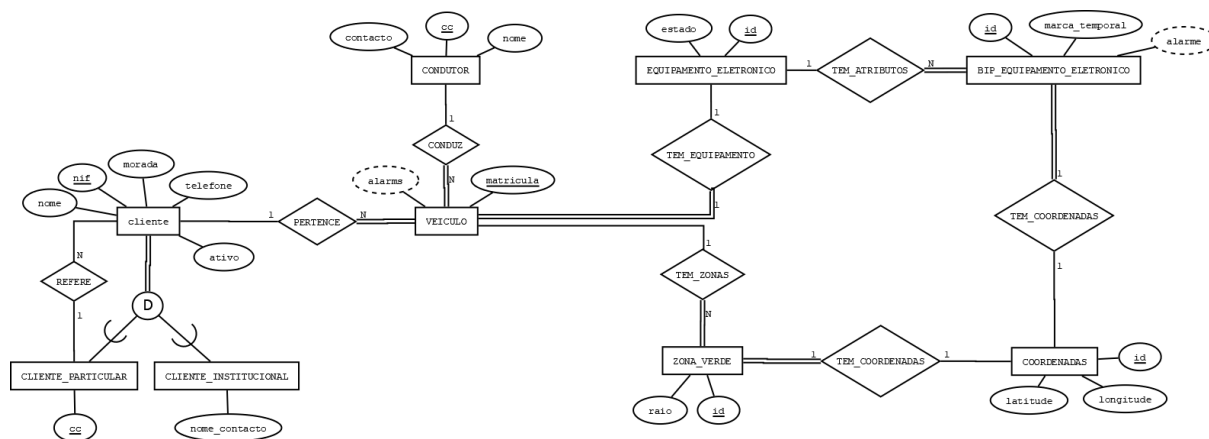 cc
contacto
nome
CONDUTOR
1
CONDUZ
N
estado
id
EQUIPAMENTO_ELETRONICO
1
TEM_ATRIBUTOS
N
id
marca_temporal
alarme
BIP_EQUIPAMENTO_ELETRONICO
1
TEM_EQUIPAMENTO
1
1
TEM_COORDENADAS
1
nome
nif
morada
telefone
cliente
ativo
1
PERTENCE
N
alarms
matricula
VEICULO
1
TEM_ZONAS
N
N
REFERE
1
D
CLIENTE_PARTICULAR
CLIENTE_INSTITUCIONAL
cc
nome_contacto
ZONA_VERDE
raio
id
1
TEM_COORDENADAS
1
COORDENADAS
id
latitude
longitude